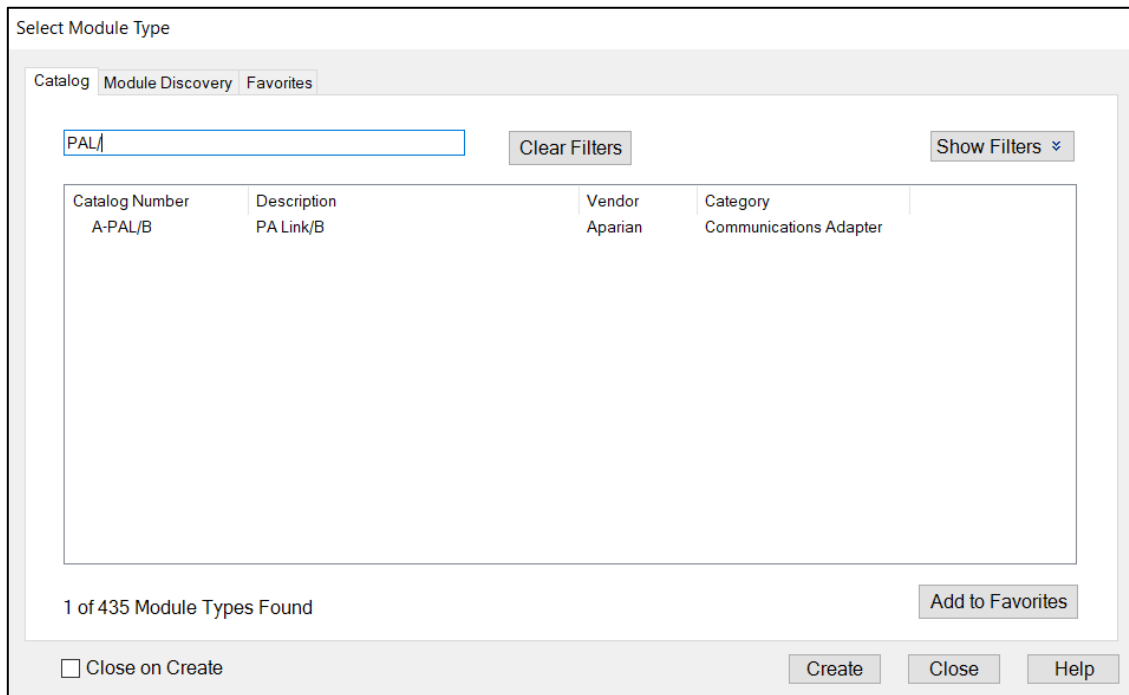 Select Module Type
Catalog Module Discovery Favorites
PAL/ Clear Filters Show Filters
Catalog Number Description Vendor Category
A-PAL/B PA Link/B Aparian Communications Adapter
1 of 435 Module Types Found Add to Favorites
Close on Create Create Close Help